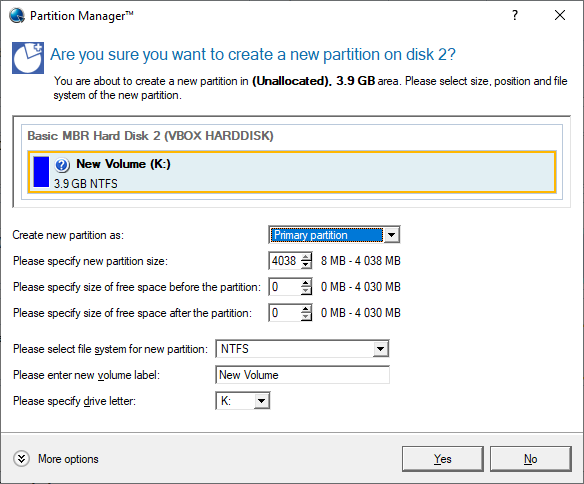 Partition Manager™
Are you sure you want to create a new partition on disk 2?
You are about to create a new partition in (Unallocated), 3.9 GB area. Please select size, position and file
system of the new partition.
Basic MBR Hard Disk 2 (VBOX HARDDISK)
New Volume (K:)
3.9 GB NTFS
Create new partition as: Primary partition
Please specify new partition size: 4038 8 MB - 4 038 MB
Please specify size of free space before the partition: 0 0 MB - 4 030 MB
Please specify size of free space after the partition: 0 0 MB - 4 030 MB
Please select file system for new partition: NTFS
Please enter new volume label: New Volume
Please specify drive letter: K:
More options Yes No